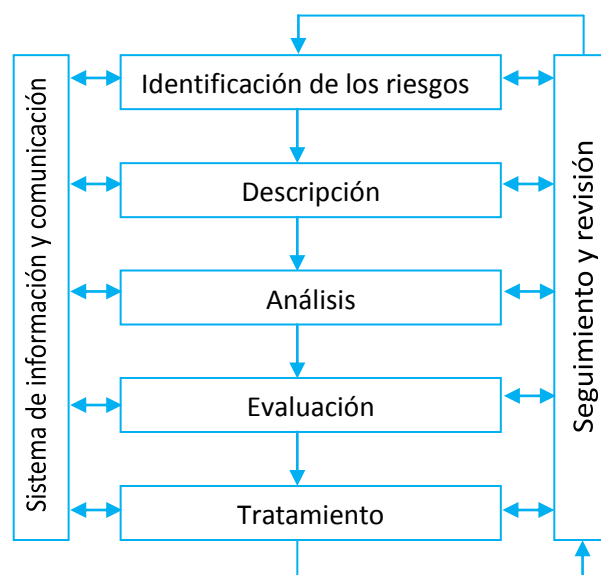 Sistema de información y comunicación
Identificación de los riesgos
Descripción
Análisis
Evaluación
Tratamiento
Seguimiento y revisión